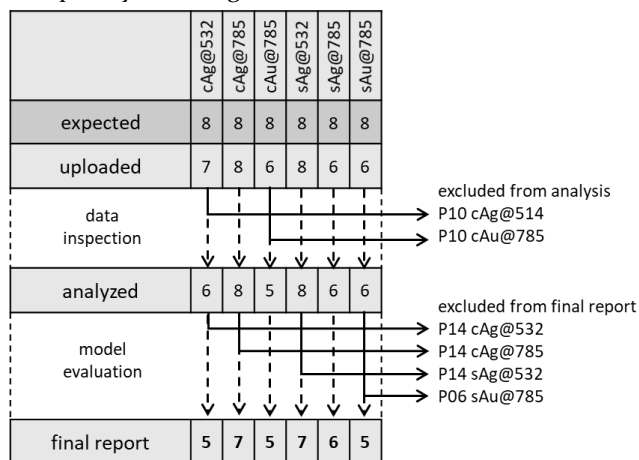 cAg@532 cAg@785 cAu@785 sAg@532 sAg@785 sAu@785
expected 8 8 8 8 8 8
uploaded 7 8 6 8 6 6
excluded from analysis
data
P10 cAg@514
inspection
P10 cAu@785
analyzed 6 8 5 8 6 6
excluded from final report
P14 cAg@532
model
P14 cAg@785
evaluation
P14 sAg@532
P06 sAu@785
final report 5 7 5 7 6 5